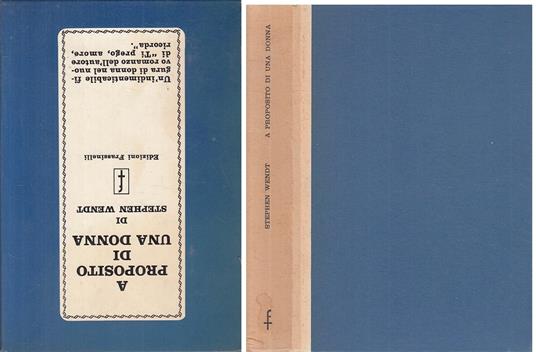 A
PROPOSITO
DI
UNA DONNA
DI
STEPHEN WENDT
f
Edizioni Frassinelli
Un'indimenticabile fi-
gura di donna nel nuo-
vo romanzo dell'autore
di "Ti prego, amore,
ricorda".
STEPHEN WENDT A PROPOSITO DI UNA DONNA
f